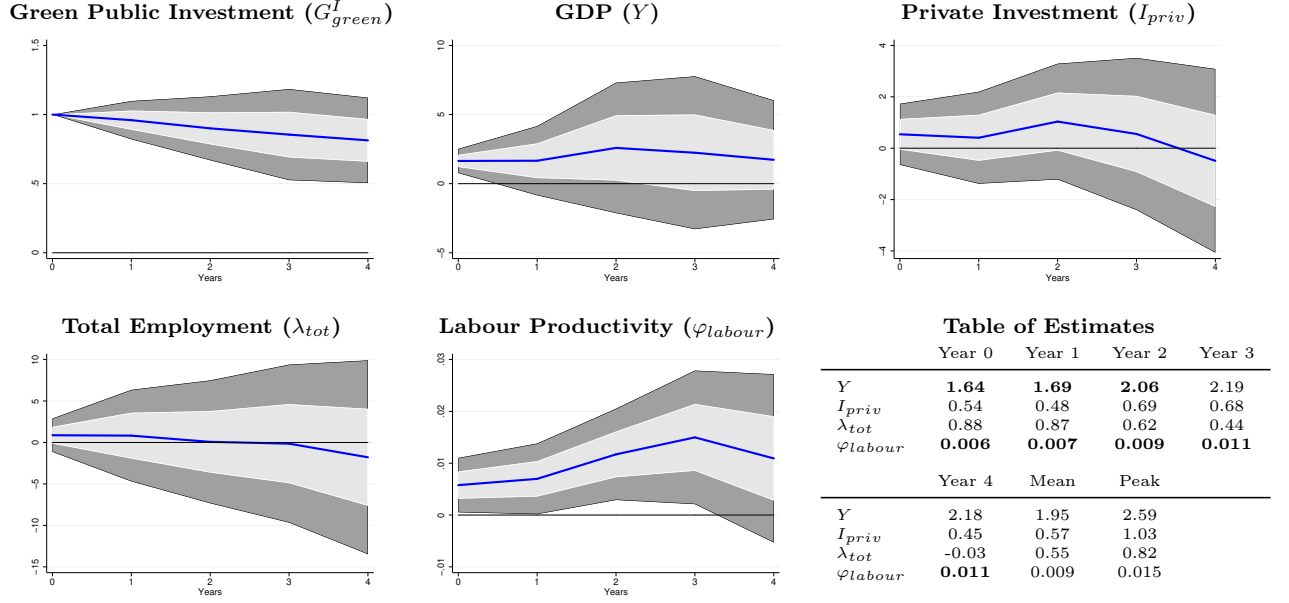 Green Public Investment (G^I_green)
GDP (Y)
Private Investment (I_priv)
1.5
1
.5
0
0 1 2 3 4
Years
10
5
0
-5
0 1 2 3 4
Years
4
2
0
-2
-4
0 1 2 3 4
Years
Total Employment (λ_tot)
Labour Productivity (φ_labour)
Table of Estimates
10
5
0
-5
-10
-15
0 1 2 3 4
Years
.03
.02
.01
0
-.01
0 1 2 3 4
Years
Year 0 Year 1 Year 2 Year 3
Y 1.64 1.69 2.06 2.19
I_priv 0.54 0.48 0.69 0.68
λ_tot 0.88 0.87 0.62 0.44
φ_labour 0.006 0.007 0.009 0.011
Year 4 Mean Peak
Y 2.18 1.95 2.59
I_priv 0.45 0.57 1.03
λ_tot -0.03 0.55 0.82
φ_labour 0.011 0.009 0.015